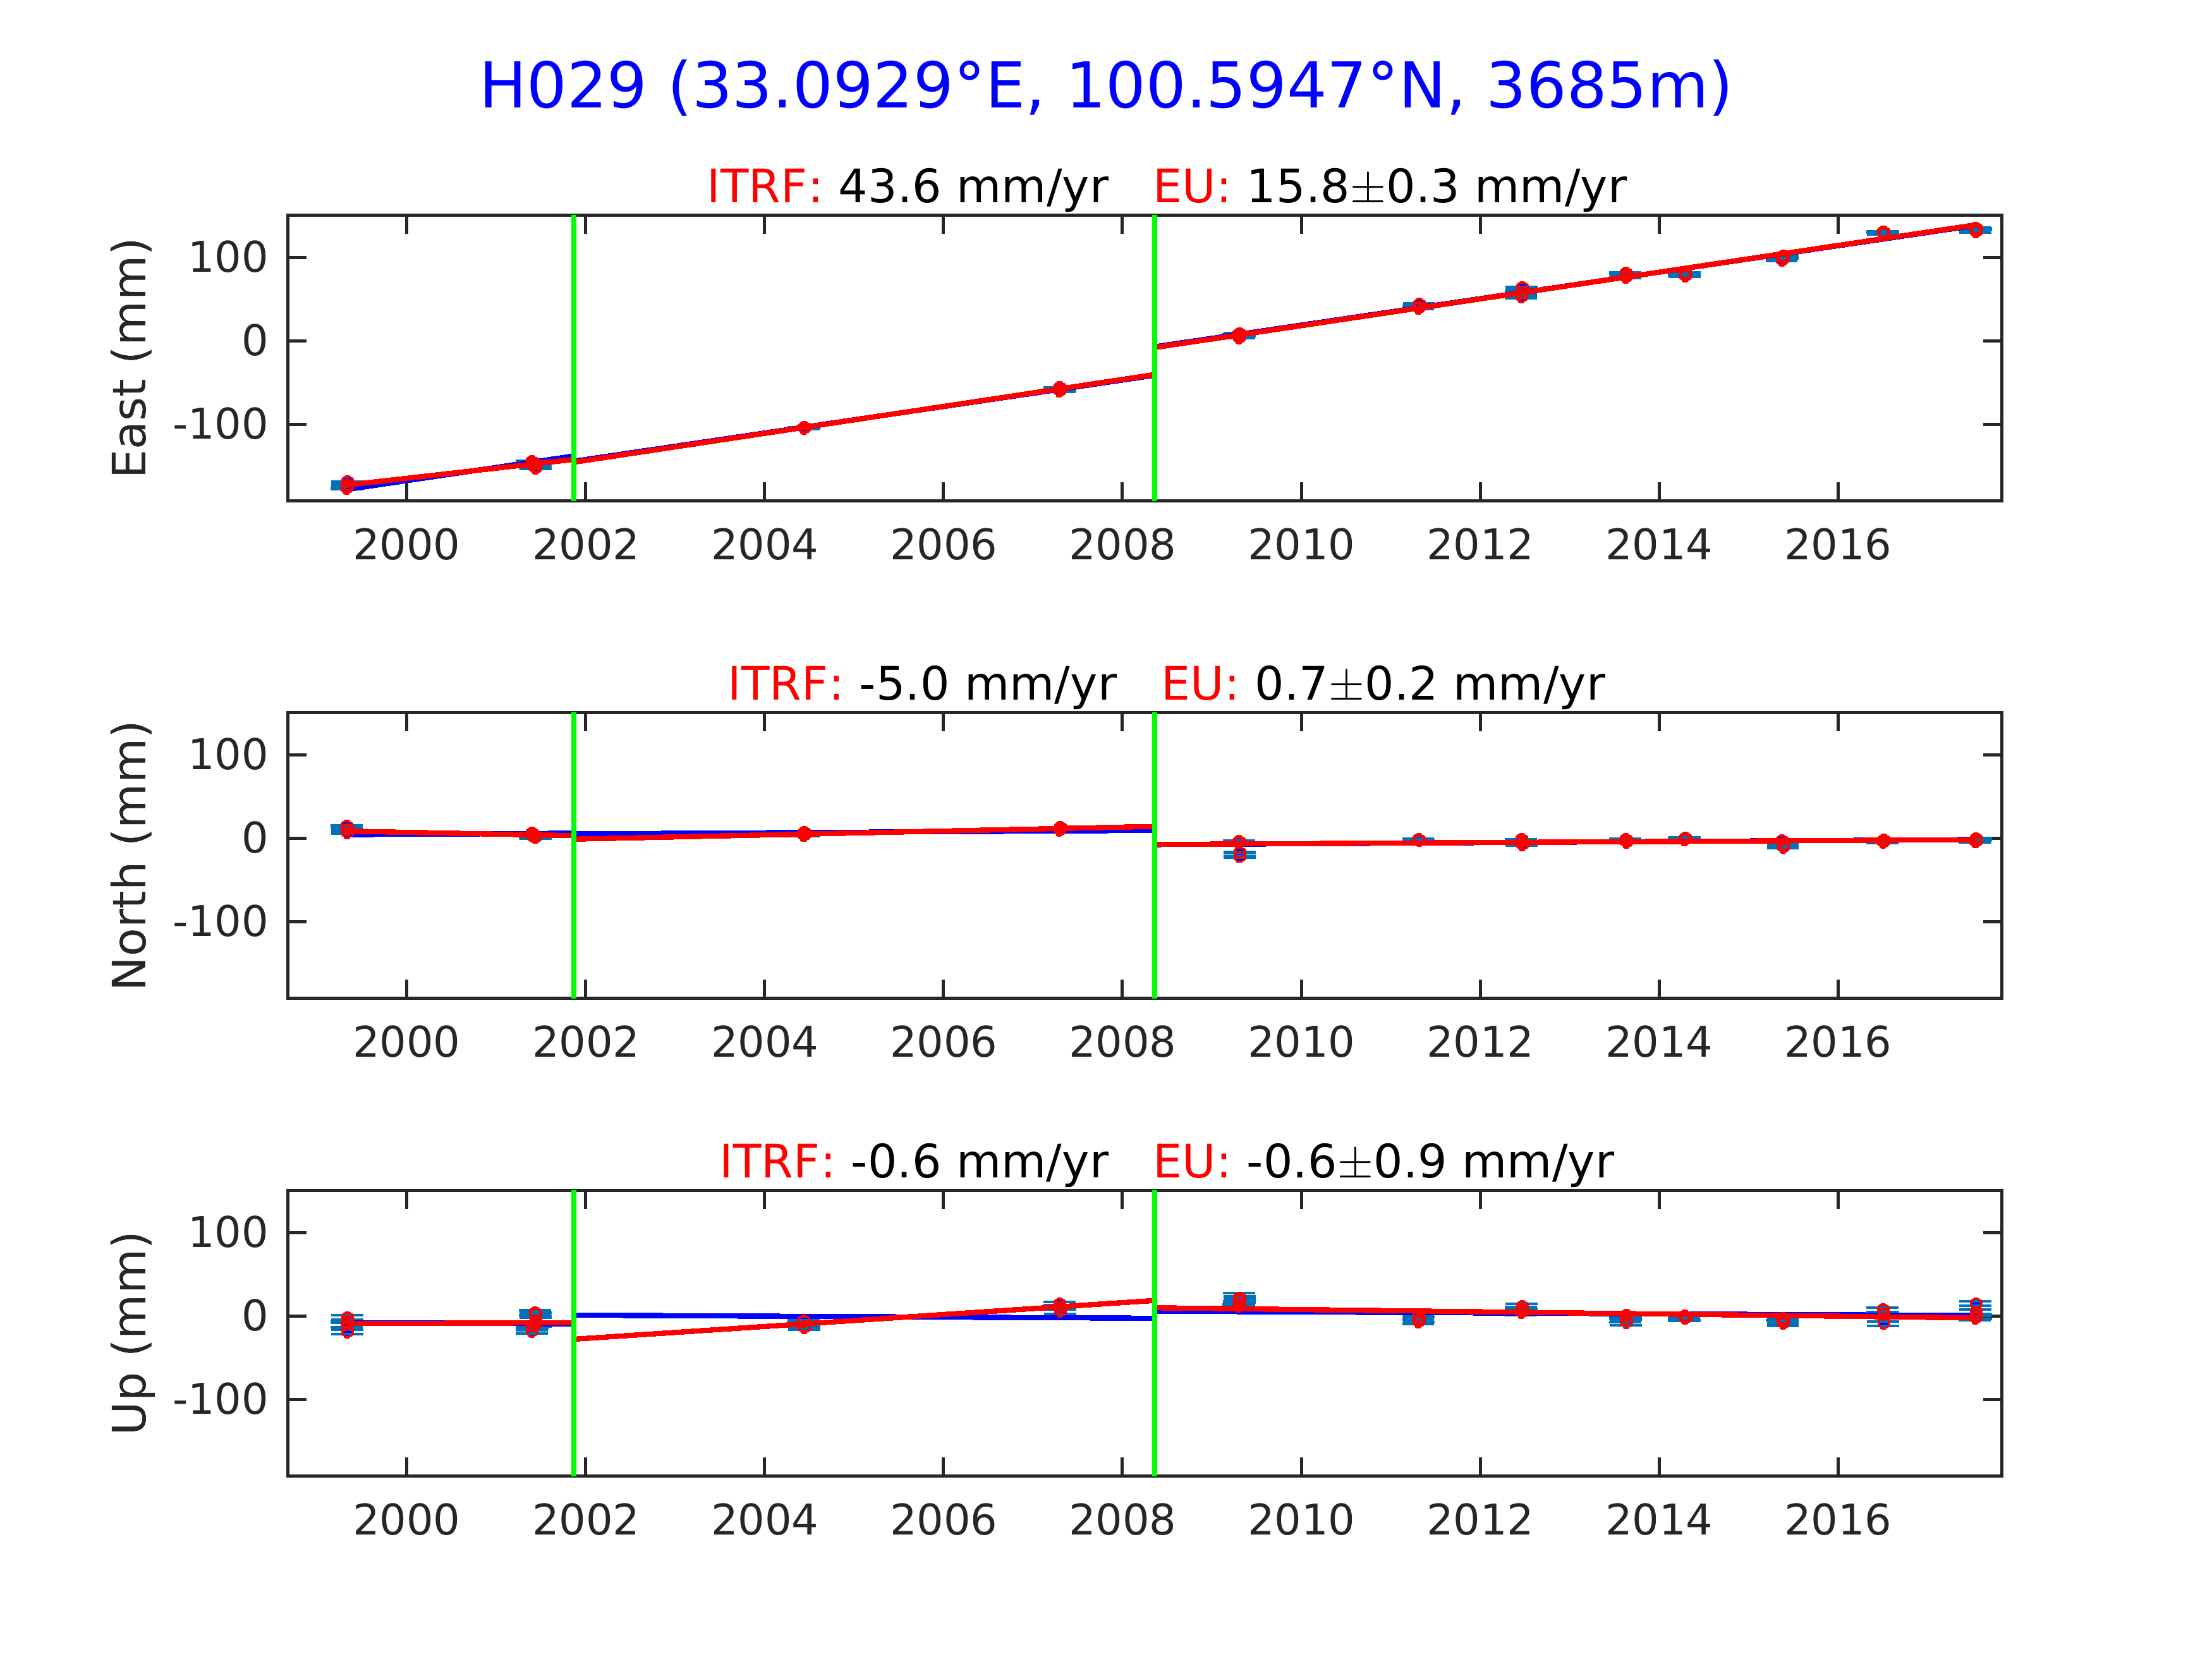 H029 (33.0929°E, 100.5947°N, 3685m)
ITRF: 43.6 mm/yr EU: 15.8±0.3 mm/yr
East (mm)
100
0
-100
2000 2002 2004 2006 2008 2010 2012 2014 2016
ITRF: -5.0 mm/yr EU: 0.7±0.2 mm/yr
North (mm)
100
0
-100
2000 2002 2004 2006 2008 2010 2012 2014 2016
ITRF: -0.6 mm/yr EU: -0.6±0.9 mm/yr
Up (mm)
100
0
-100
2000 2002 2004 2006 2008 2010 2012 2014 2016